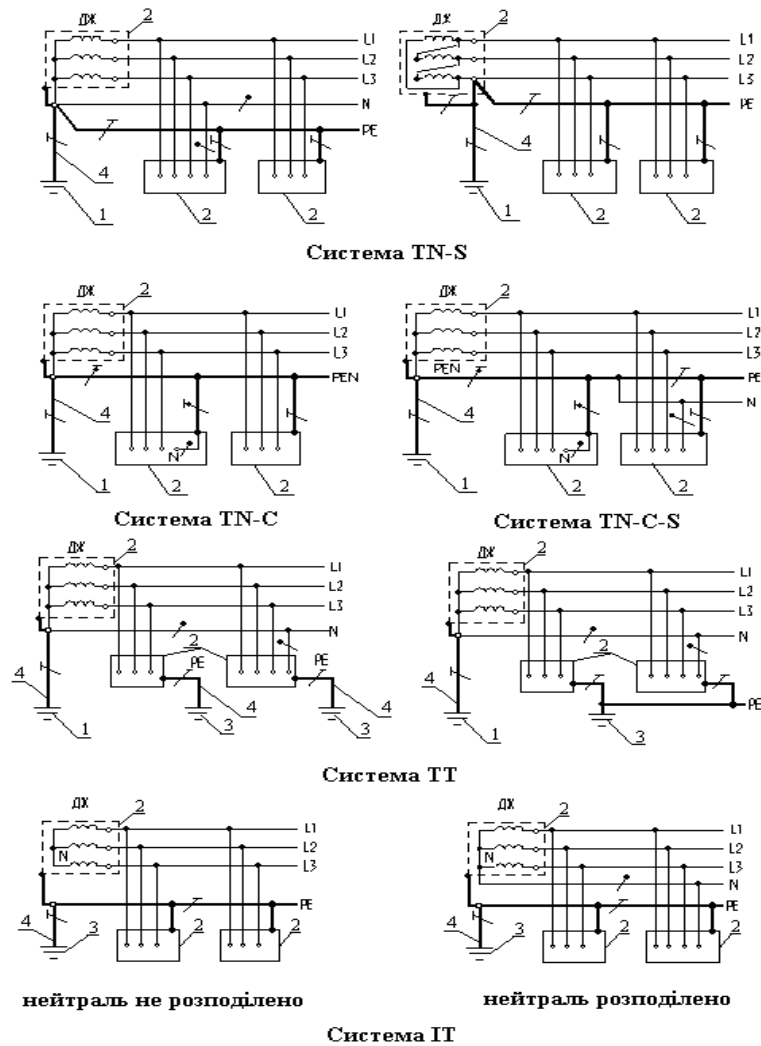 ДЖ 2
L1
L2
L3
N
PE
4
1
2
2
ДЖ 2
L1
L2
L3
PE
4
1
2
2
Система TN-S
ДЖ 2
L1
L2
L3
PEN
4
N
1
2
2
ДЖ 2
L1
L2
L3
PEN
PE
N
4
N
1
2
2
Система TN-C
Система TN-C-S
ДЖ 2
L1
L2
L3
N
2
PE
PE
4
4
4
1
3
3
ДЖ 2
L1
L2
L3
N
2
4
PE
1
3
Система ТТ
ДЖ 2
L1
N
L2
L3
PE
4
3
2
2
ДЖ 2
L1
N
L2
L3
N
PE
4
3
2
2
нейтраль не розподілено
нейтраль розподілено
Система ІТ